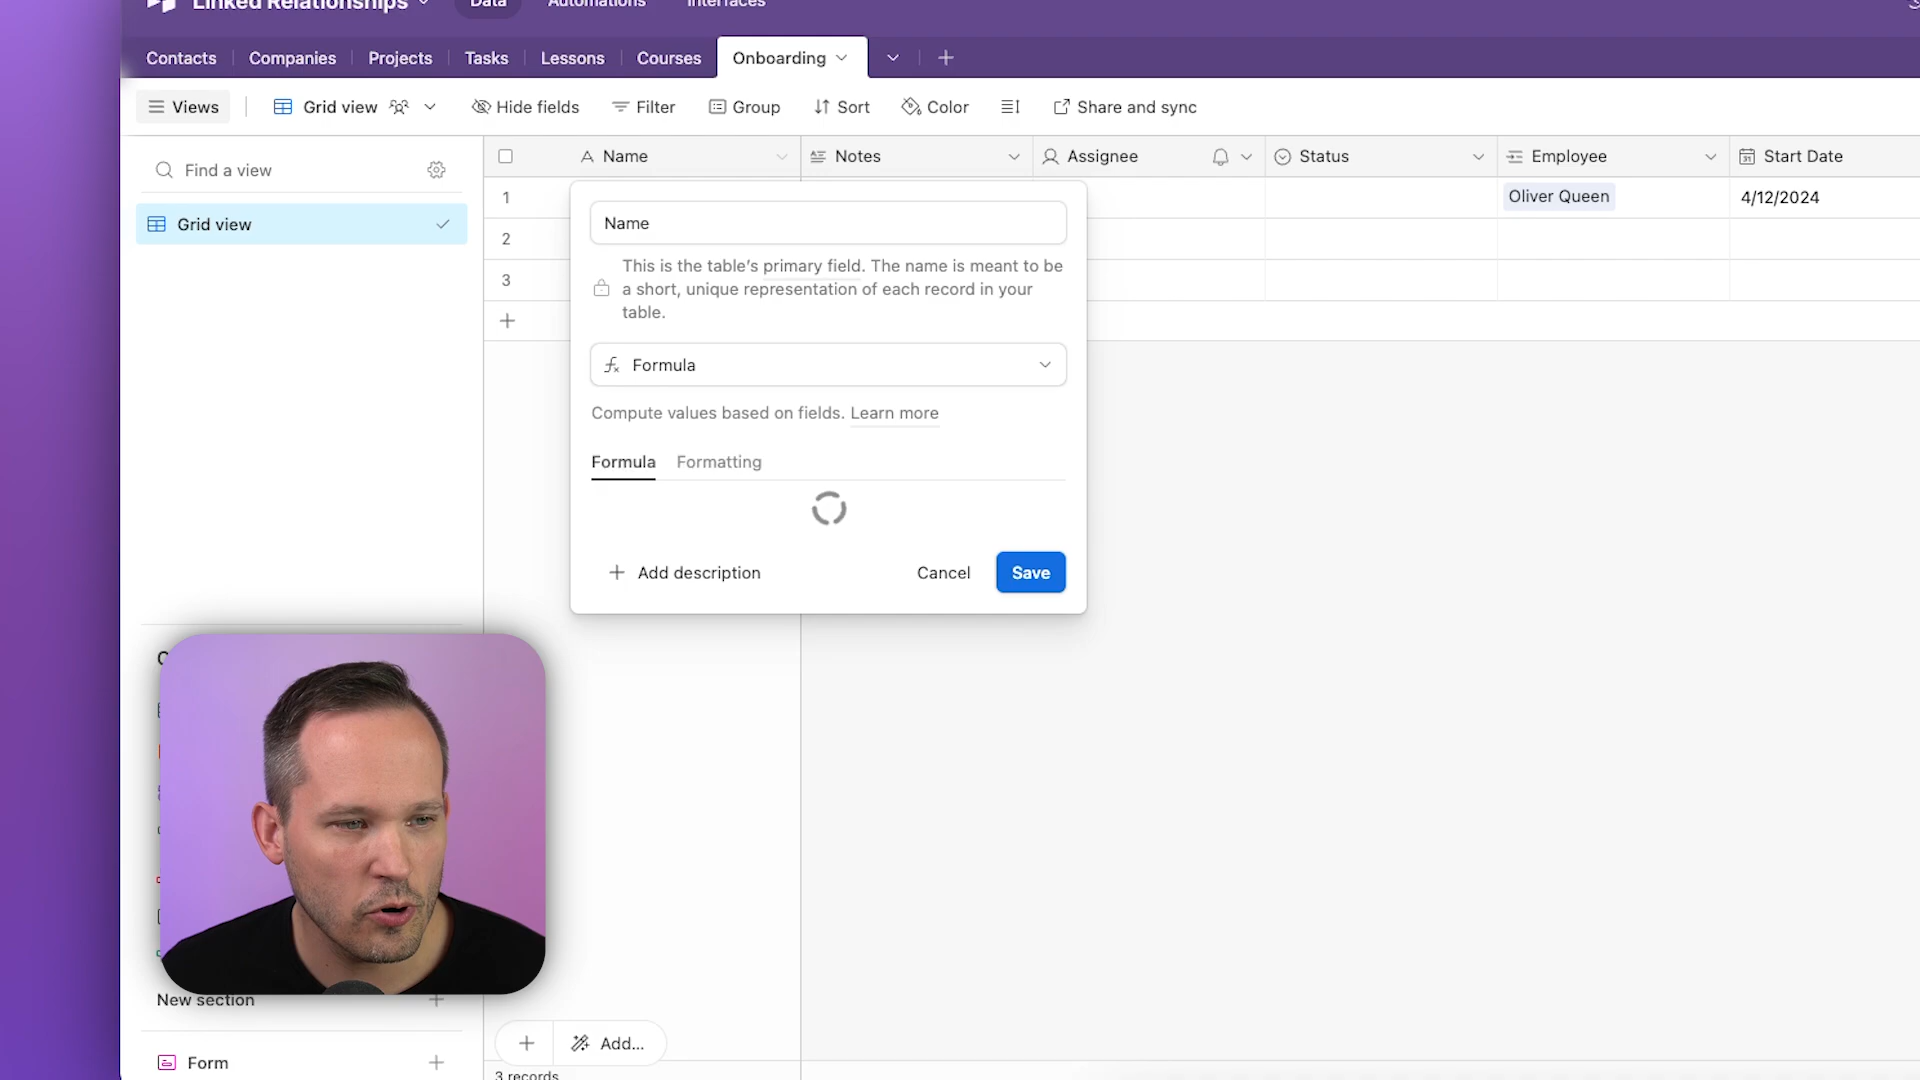 Linked Relationships
Data
Automations
Interfaces
Contacts
Companies
Projects
Tasks
Lessons
Courses
Onboarding
Views
Grid view
Hide fields
Filter
Group
Sort
Color
Share and sync
Find a view
Grid view
Name
Notes
Assignee
Status
Employee
Start Date
1
Oliver Queen
4/12/2024
2
3
Name
This is the table's primary field. The name is meant to be
a short, unique representation of each record in your
table.
Formula
Compute values based on fields. Learn more
Formula
Formatting
Add description
Cancel
Save
New section
Form
Add...
3 records